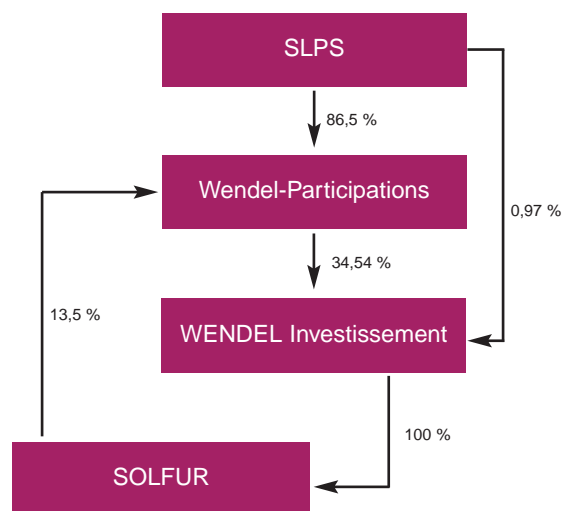 SLPS
86,5 %
Wendel-Participations
0,97 %
34,54 %
13,5 %
WENDEL Investissement
100 %
SOLFUR